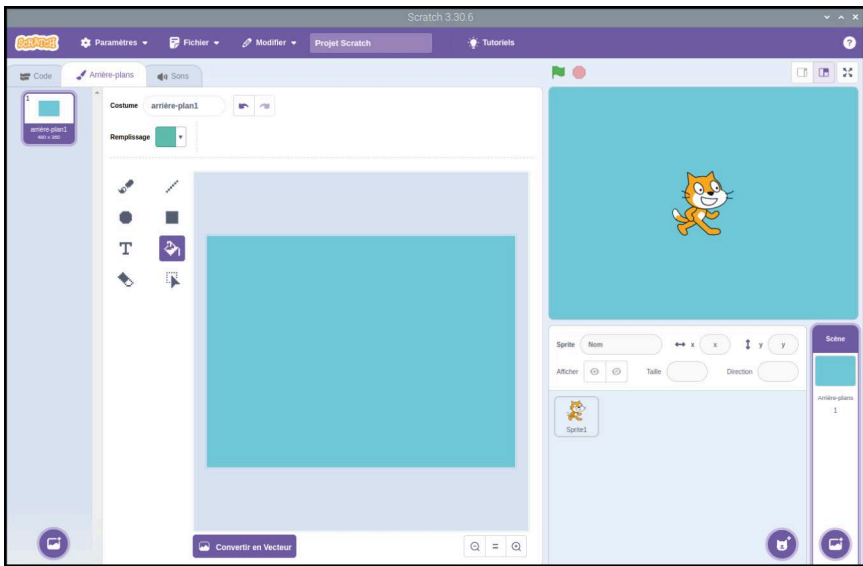 Scratch 3.30.6
SCRATCH Paramètres Fichier Modifier Projet Scratch Tutoriels ?
Code Arrière-plans Sons
1
arrière-plan1
480 x 360
Costume arrière-plan1
Remplissage
T
Convertir en Vecteur
Sprite Nom x x y y
Afficher Taille Direction
Sprite1
Scène
Arrière-plans
1